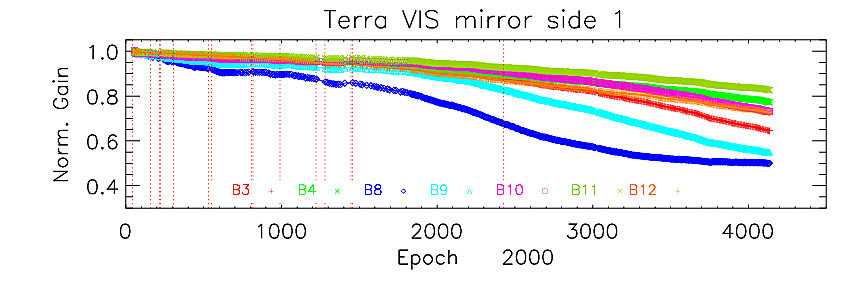 Terra VIS mirror side 1
Norm. Gain
1.0
0.8
0.6
0.4
B3 B4 B8 B9 B10 B11 B12
0 1000 2000 3000 4000
Epoch 2000